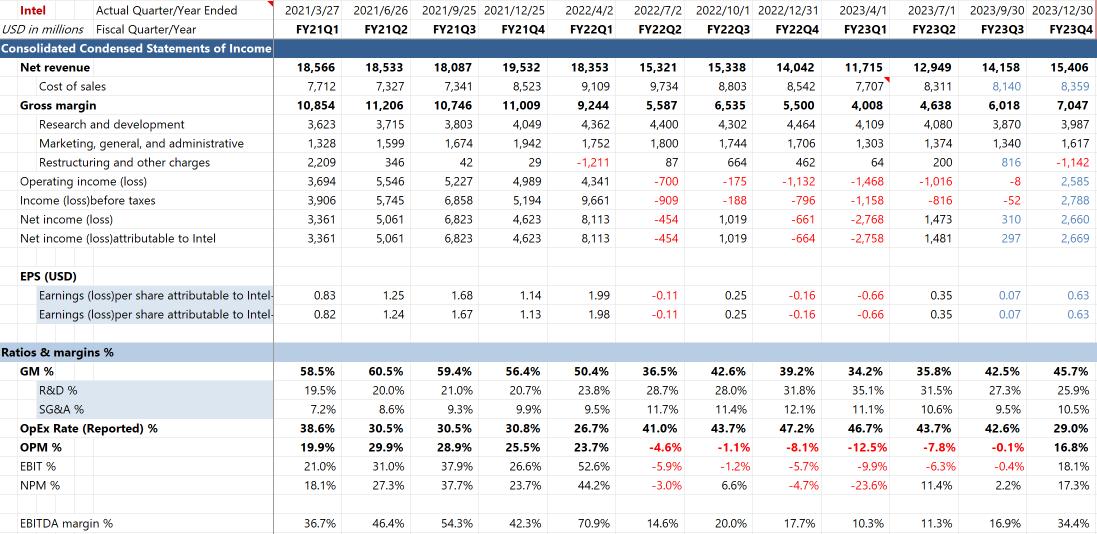 Intel Actual Quarter/Year Ended 2021/3/27 2021/6/26 2021/9/25 2021/12/25 2022/4/2 2022/7/2 2022/10/1 2022/12/31 2023/4/1 2023/7/1 2023/9/30 2023/12/30
USD in millions Fiscal Quarter/Year FY21Q1 FY21Q2 FY21Q3 FY21Q4 FY22Q1 FY22Q2 FY22Q3 FY22Q4 FY23Q1 FY23Q2 FY23Q3 FY23Q4
Consolidated Condensed Statements of Income
Net revenue 18,566 18,533 18,087 19,532 18,353 15,321 15,338 14,042 11,715 12,949 14,158 15,406
Cost of sales 7,712 7,327 7,341 8,523 9,109 9,734 8,803 8,542 7,707 8,311 8,140 8,359
Gross margin 10,854 11,206 10,746 11,009 9,244 5,587 6,535 5,500 4,008 4,638 6,018 7,047
Research and development 3,623 3,715 3,803 4,049 4,362 4,400 4,302 4,464 4,109 4,080 3,870 3,987
Marketing, general, and administrative 1,328 1,599 1,674 1,942 1,752 1,800 1,744 1,706 1,303 1,374 1,340 1,617
Restructuring and other charges 2,209 346 42 29 -1,211 87 664 462 64 200 816 -1,142
Operating income (loss) 3,694 5,546 5,227 4,989 4,341 -700 -175 -1,132 -1,468 -1,016 -8 2,585
Income (loss)before taxes 3,906 5,745 6,858 5,194 9,661 -909 -188 -796 -1,158 -816 -52 2,788
Net income (loss) 3,361 5,061 6,823 4,623 8,113 -454 1,019 -661 -2,768 1,473 310 2,660
Net income (loss)attributable to Intel 3,361 5,061 6,823 4,623 8,113 -454 1,019 -664 -2,758 1,481 297 2,669
EPS (USD)
Earnings (loss)per share attributable to Intel- 0.83 1.25 1.68 1.14 1.99 -0.11 0.25 -0.16 -0.66 0.35 0.07 0.63
Earnings (loss)per share attributable to Intel- 0.82 1.24 1.67 1.13 1.98 -0.11 0.25 -0.16 -0.66 0.35 0.07 0.63
Ratios & margins %
GM % 58.5% 60.5% 59.4% 56.4% 50.4% 36.5% 42.6% 39.2% 34.2% 35.8% 42.5% 45.7%
R&D % 19.5% 20.0% 21.0% 20.7% 23.8% 28.7% 28.0% 31.8% 35.1% 31.5% 27.3% 25.9%
SG&A % 7.2% 8.6% 9.3% 9.9% 9.5% 11.7% 11.4% 12.1% 11.1% 10.6% 9.5% 10.5%
OpEx Rate (Reported) % 38.6% 30.5% 30.5% 30.8% 26.7% 41.0% 43.7% 47.2% 46.7% 43.7% 42.6% 29.0%
OPM % 19.9% 29.9% 28.9% 25.5% 23.7% -4.6% -1.1% -8.1% -12.5% -7.8% -0.1% 16.8%
EBIT % 21.0% 31.0% 37.9% 26.6% 52.6% -5.9% -1.2% -5.7% -9.9% -6.3% -0.4% 18.1%
NPM % 18.1% 27.3% 37.7% 23.7% 44.2% -3.0% 6.6% -4.7% -23.6% 11.4% 2.2% 17.3%
EBITDA margin % 36.7% 46.4% 54.3% 42.3% 70.9% 14.6% 20.0% 17.7% 10.3% 11.3% 16.9% 34.4%